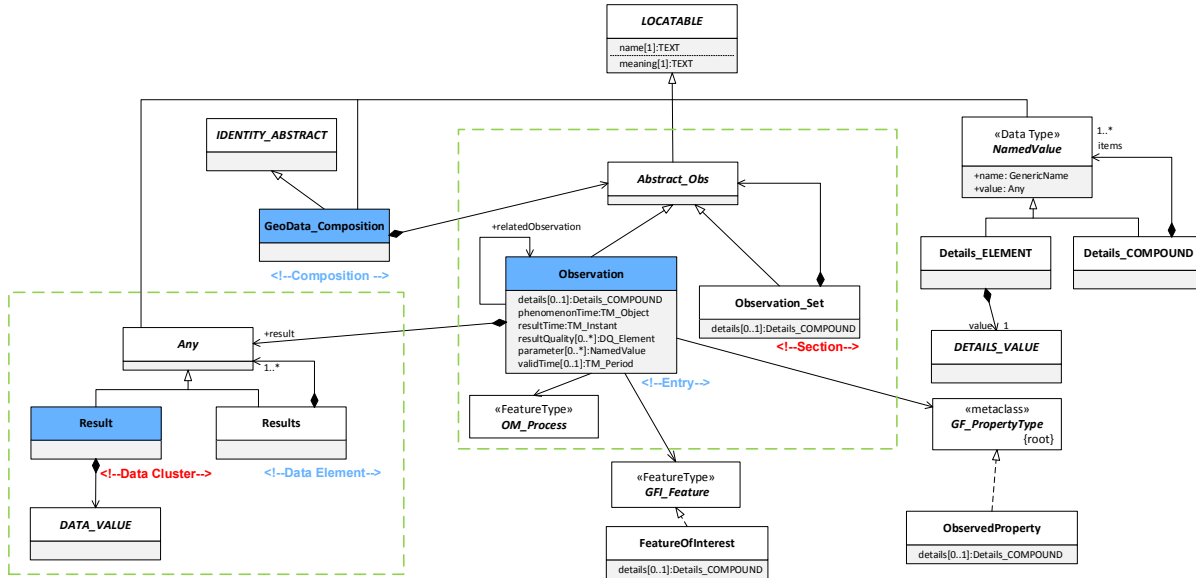 LOCATABLE
name[1]:TEXT
meaning[1]:TEXT
IDENTITY_ABSTRACT
«Data Type»
NamedValue
+name: GenericName
+value: Any
1..*
items
Abstract_Obs
GeoData_Composition
<!--Composition -->
+relatedObservation
Observation
details[0..1]:Details_COMPOUND
phenomenonTime:TM_Object
resultTime:TM_Instant
resultQuality[0..*]:DQ_Element
parameter[0..*]:NamedValue
validTime[0..1]:TM_Period
<!--Entry-->
Observation_Set
details[0..1]:Details_COMPOUND
<!--Section-->
Details_ELEMENT
Details_COMPOUND
value 1
DETAILS_VALUE
+result
Any
1..*
Result
Results
<!--Data Cluster-->
<!--Data Element-->
DATA_VALUE
«FeatureType»
OM_Process
«metaclass»
GF_PropertyType
{root}
«FeatureType»
GFI_Feature
FeatureOfInterest
details[0..1]:Details_COMPOUND
ObservedProperty
details[0..1]:Details_COMPOUND